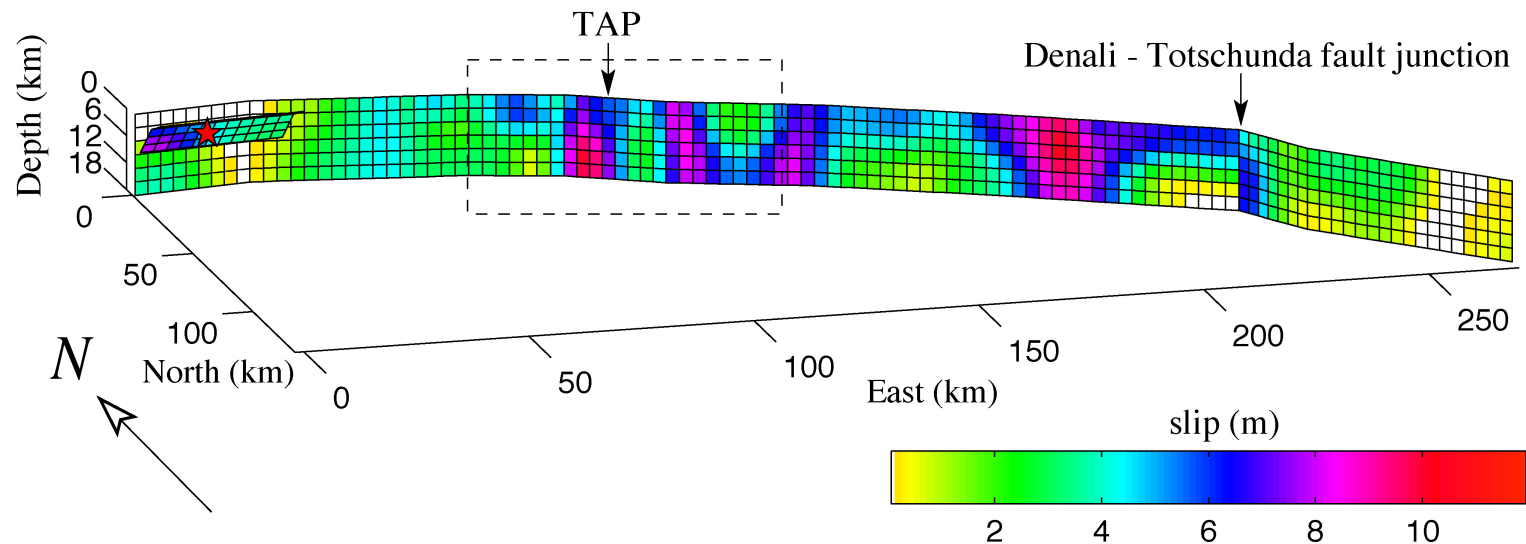 TAP
Denali - Totschunda fault junction
Depth (km)
0
6
12
18
0
50
100
North (km)
N
0
50
100
150
200
250
East (km)
slip (m)
2 4 6 8 10